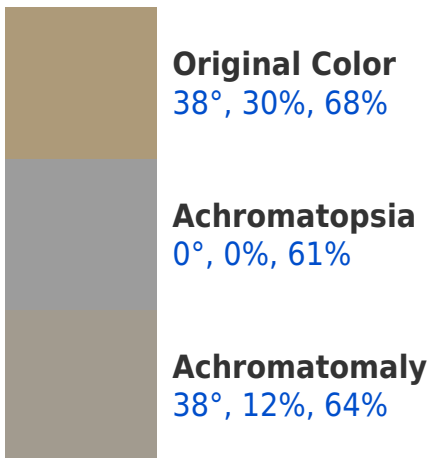 Original Color
38°, 30%, 68%
Achromatopsia
0°, 0%, 61%
Achromatomaly
38°, 12%, 64%